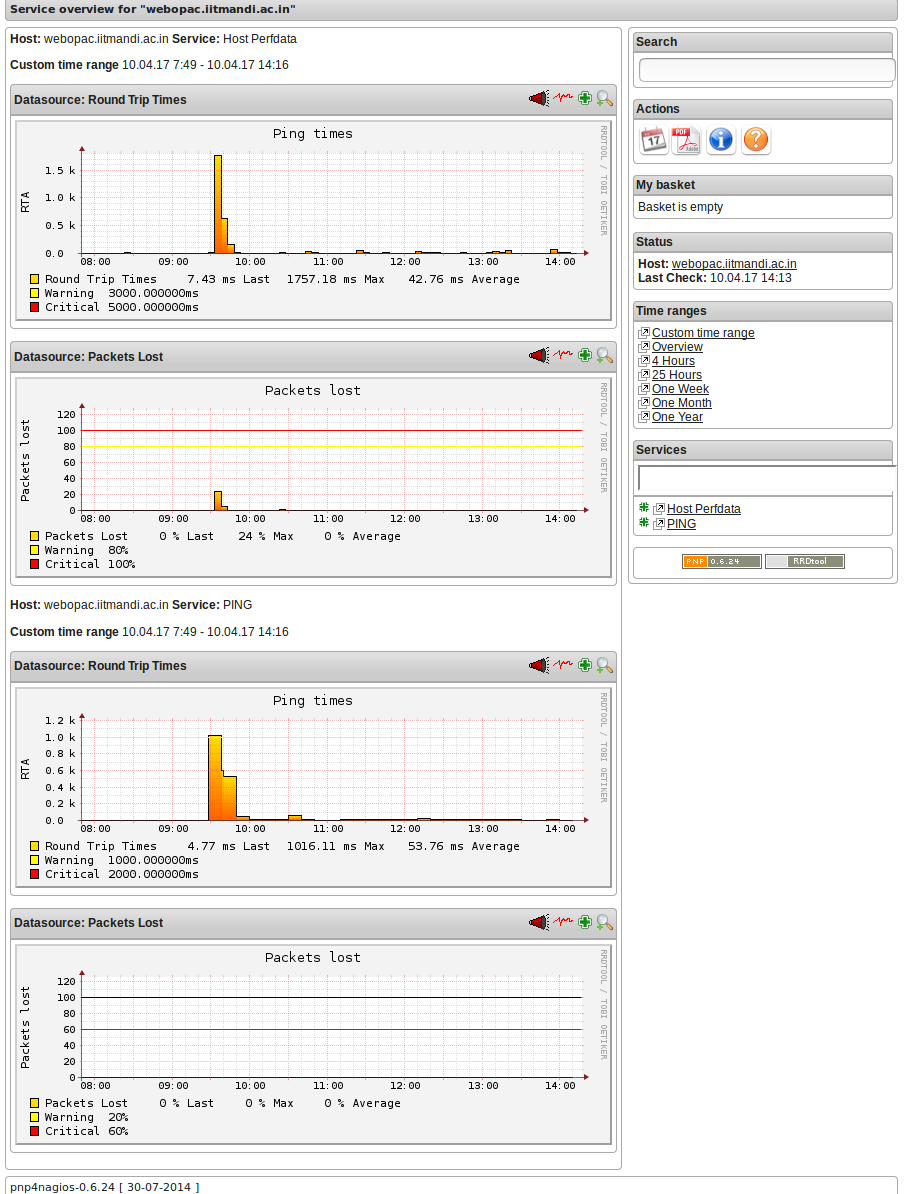 Service overview for "webopac.iitmandi.ac.in"
Host: webopac.iitmandi.ac.in Service: Host Perfdata
Custom time range 10.04.17 7:49 - 10.04.17 14:16
Datasource: Round Trip Times
Ping times
RRDTOOL / TOBI OETIKER
RTA
1.5 k
1.0 k
0.5 k
0.0
08:00 09:00 10:00 11:00 12:00 13:00 14:00
Round Trip Times 7.43 ms Last 1757.18 ms Max 42.76 ms Average
Warning 3000.000000ms
Critical 5000.000000ms
Datasource: Packets Lost
Packets lost
RRDTOOL / TOBI OETIKER
Packets lost
120
100
80
60
40
20
0
08:00 09:00 10:00 11:00 12:00 13:00 14:00
Packets Lost 0 % Last 24 % Max 0 % Average
Warning 80%
Critical 100%
Host: webopac.iitmandi.ac.in Service: PING
Custom time range 10.04.17 7:49 - 10.04.17 14:16
Datasource: Round Trip Times
Ping times
RRDTOOL / TOBI OETIKER
RTA
1.2 k
1.0 k
0.8 k
0.6 k
0.4 k
0.2 k
0.0
08:00 09:00 10:00 11:00 12:00 13:00 14:00
Round Trip Times 4.77 ms Last 1016.11 ms Max 53.76 ms Average
Warning 1000.000000ms
Critical 2000.000000ms
Datasource: Packets Lost
Packets lost
RRDTOOL / TOBI OETIKER
Packets lost
120
100
80
60
40
20
0
08:00 09:00 10:00 11:00 12:00 13:00 14:00
Packets Lost 0 % Last 0 % Max 0 % Average
Warning 20%
Critical 60%
Search
Actions
17
PDF
Adobe
i
?
My basket
Basket is empty
Status
Host: webopac.iitmandi.ac.in
Last Check: 10.04.17 14:13
Time ranges
Custom time range
Overview
4 Hours
25 Hours
One Week
One Month
One Year
Services
Host Perfdata
PING
PNP 0.6.24
RRDtool
pnp4nagios-0.6.24 [ 30-07-2014 ]